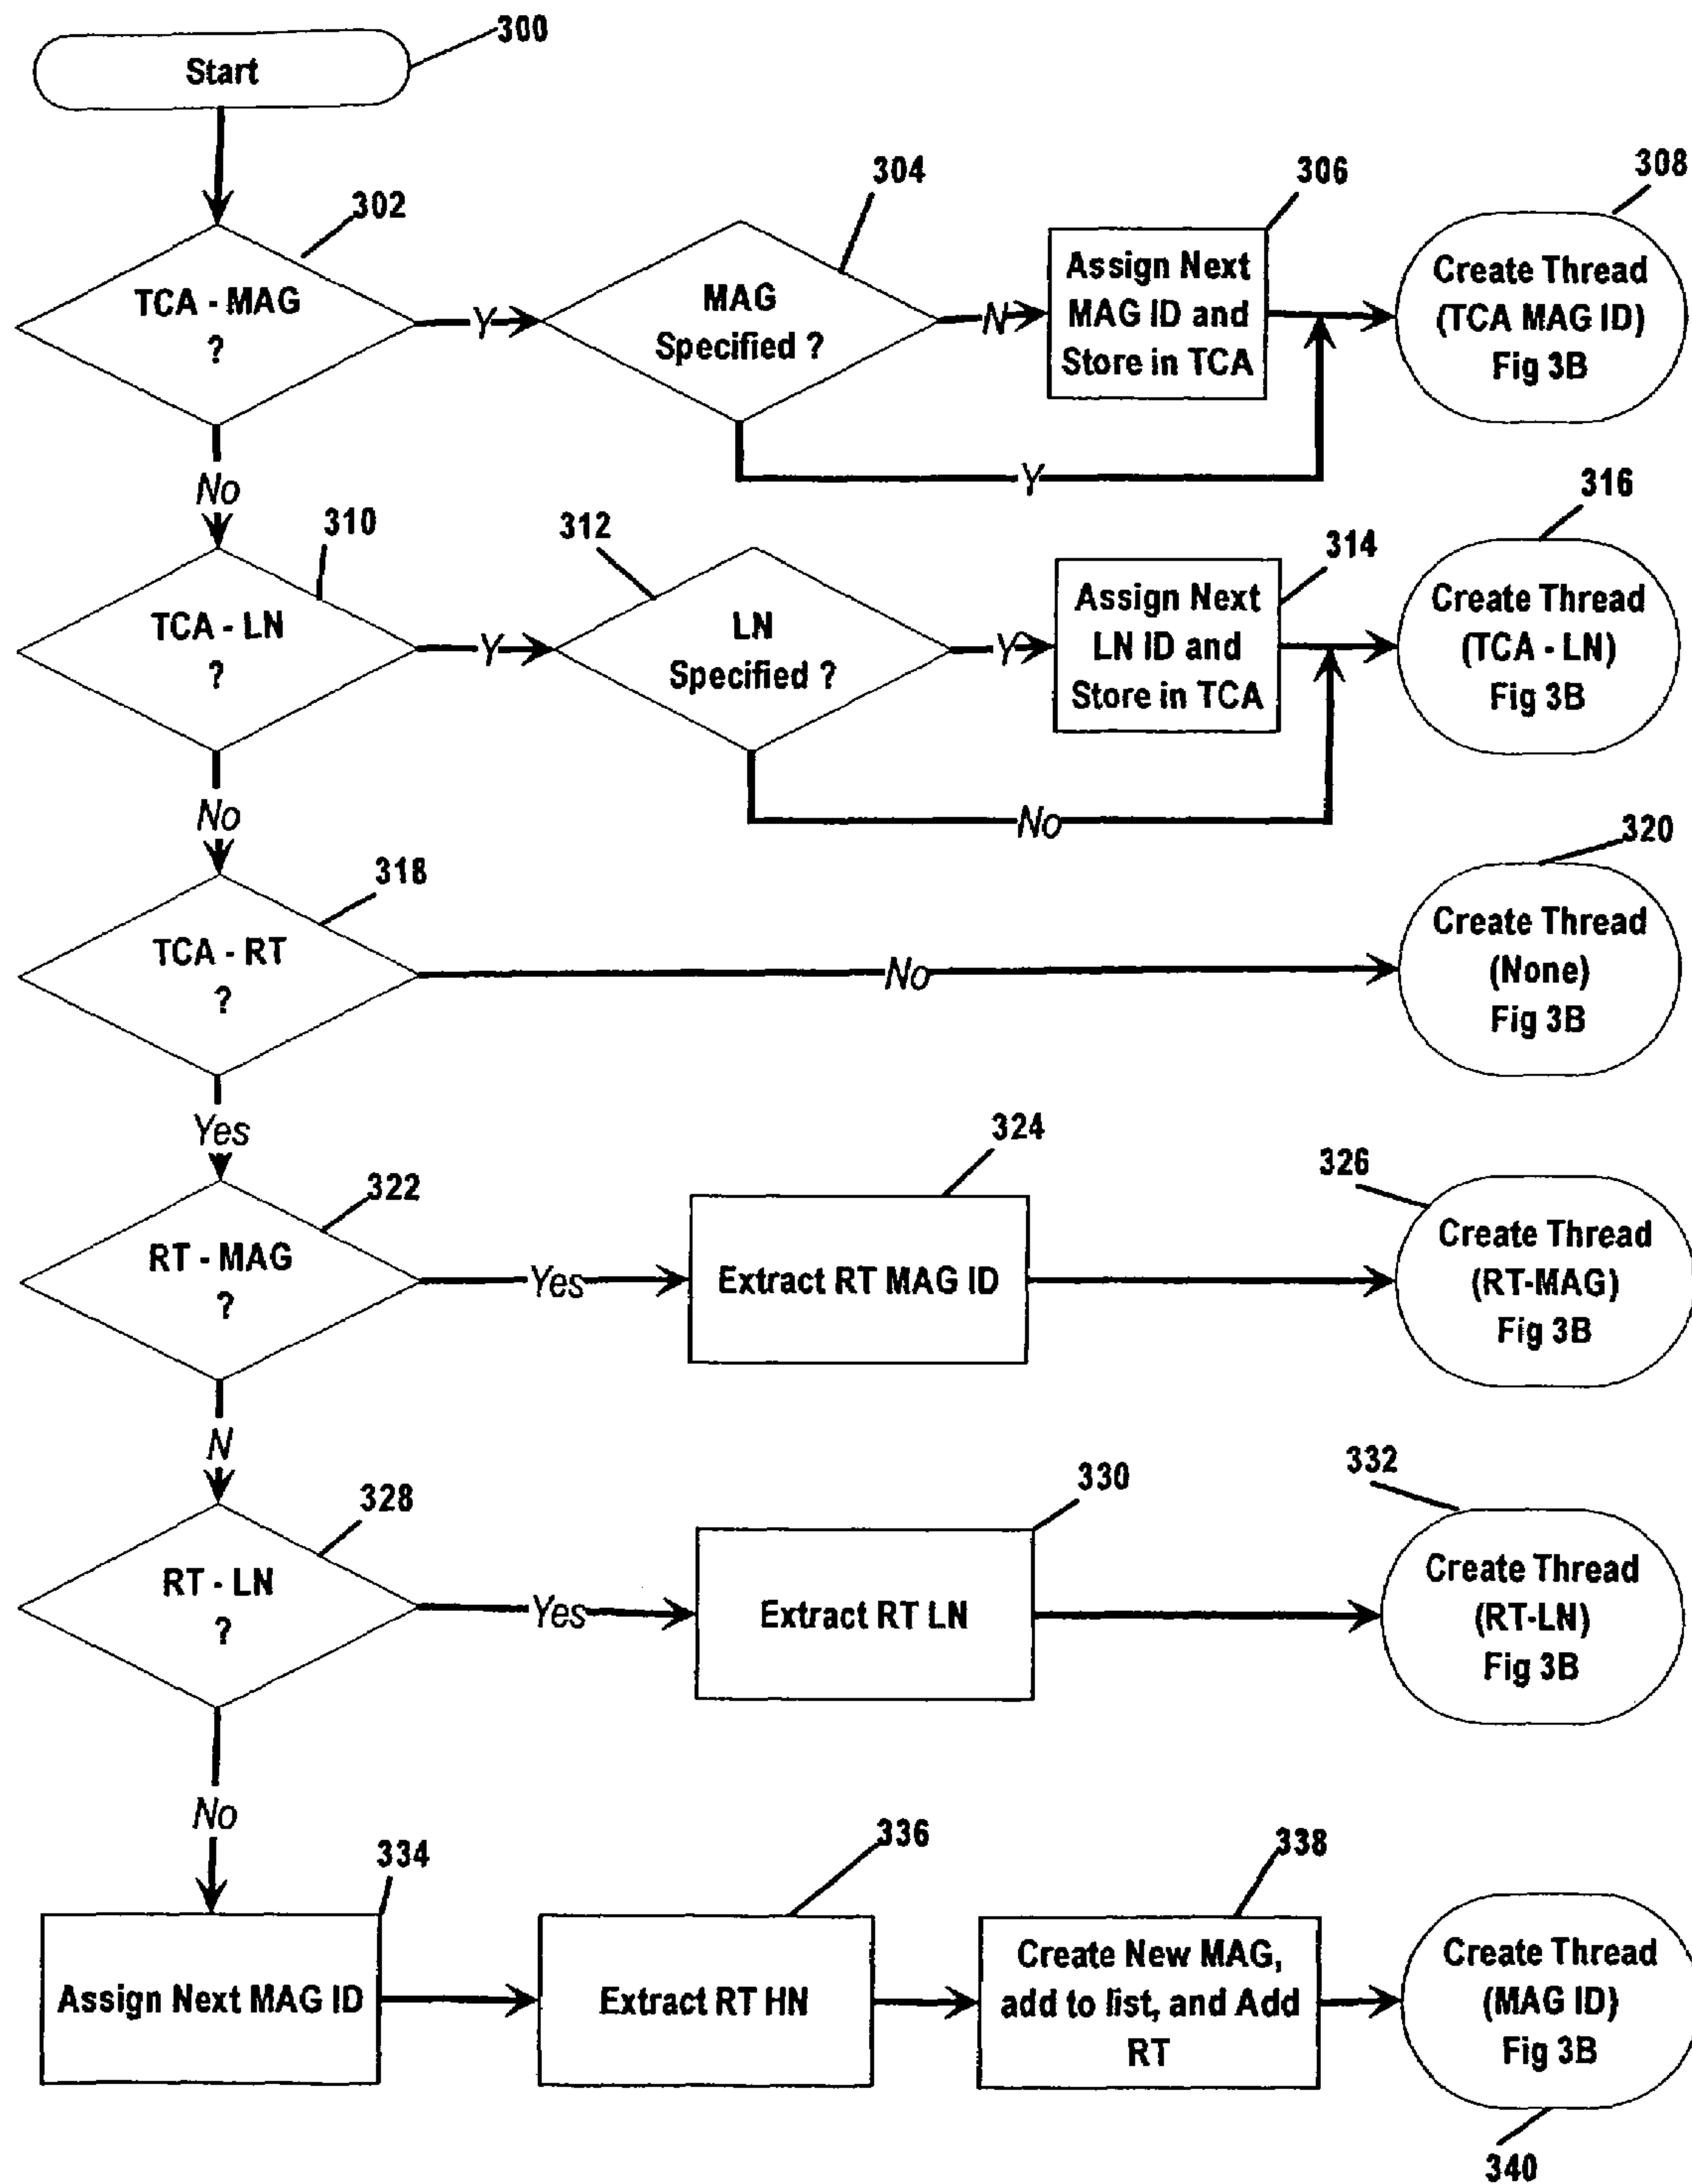 300
Start
302
304
306
308
TCA - MAG
?
Y
MAG
Specified ?
N
Assign Next
MAG ID and
Store in TCA
Create Thread
(TCA MAG ID)
Fig 3B
Y
No
310
312
314
316
TCA - LN
?
Y
LN
Specified ?
Y
Assign Next
LN ID and
Store in TCA
Create Thread
(TCA - LN)
Fig 3B
No
No
318
320
TCA - RT
?
No
Create Thread
(None)
Fig 3B
Yes
322
324
326
RT - MAG
?
Yes
Extract RT MAG ID
Create Thread
(RT-MAG)
Fig 3B
N
328
330
332
RT - LN
?
Yes
Extract RT LN
Create Thread
(RT-LN)
Fig 3B
No
334
336
338
Assign Next MAG ID
Extract RT HN
Create New MAG,
add to list, and Add
RT
Create Thread
(MAG ID)
Fig 3B
340